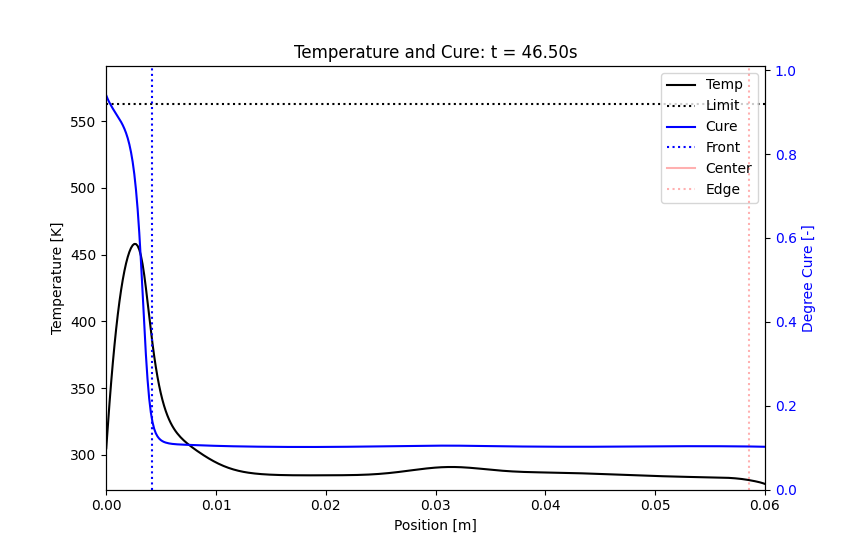 Temperature and Cure: t = 46.50s
Temp
Limit
Cure
Front
Center
Edge
Temperature [K]
550
500
450
400
350
300
Degree Cure [-]
1.0
0.8
0.6
0.4
0.2
0.0
0.00 0.01 0.02 0.03 0.04 0.05 0.06
Position [m]